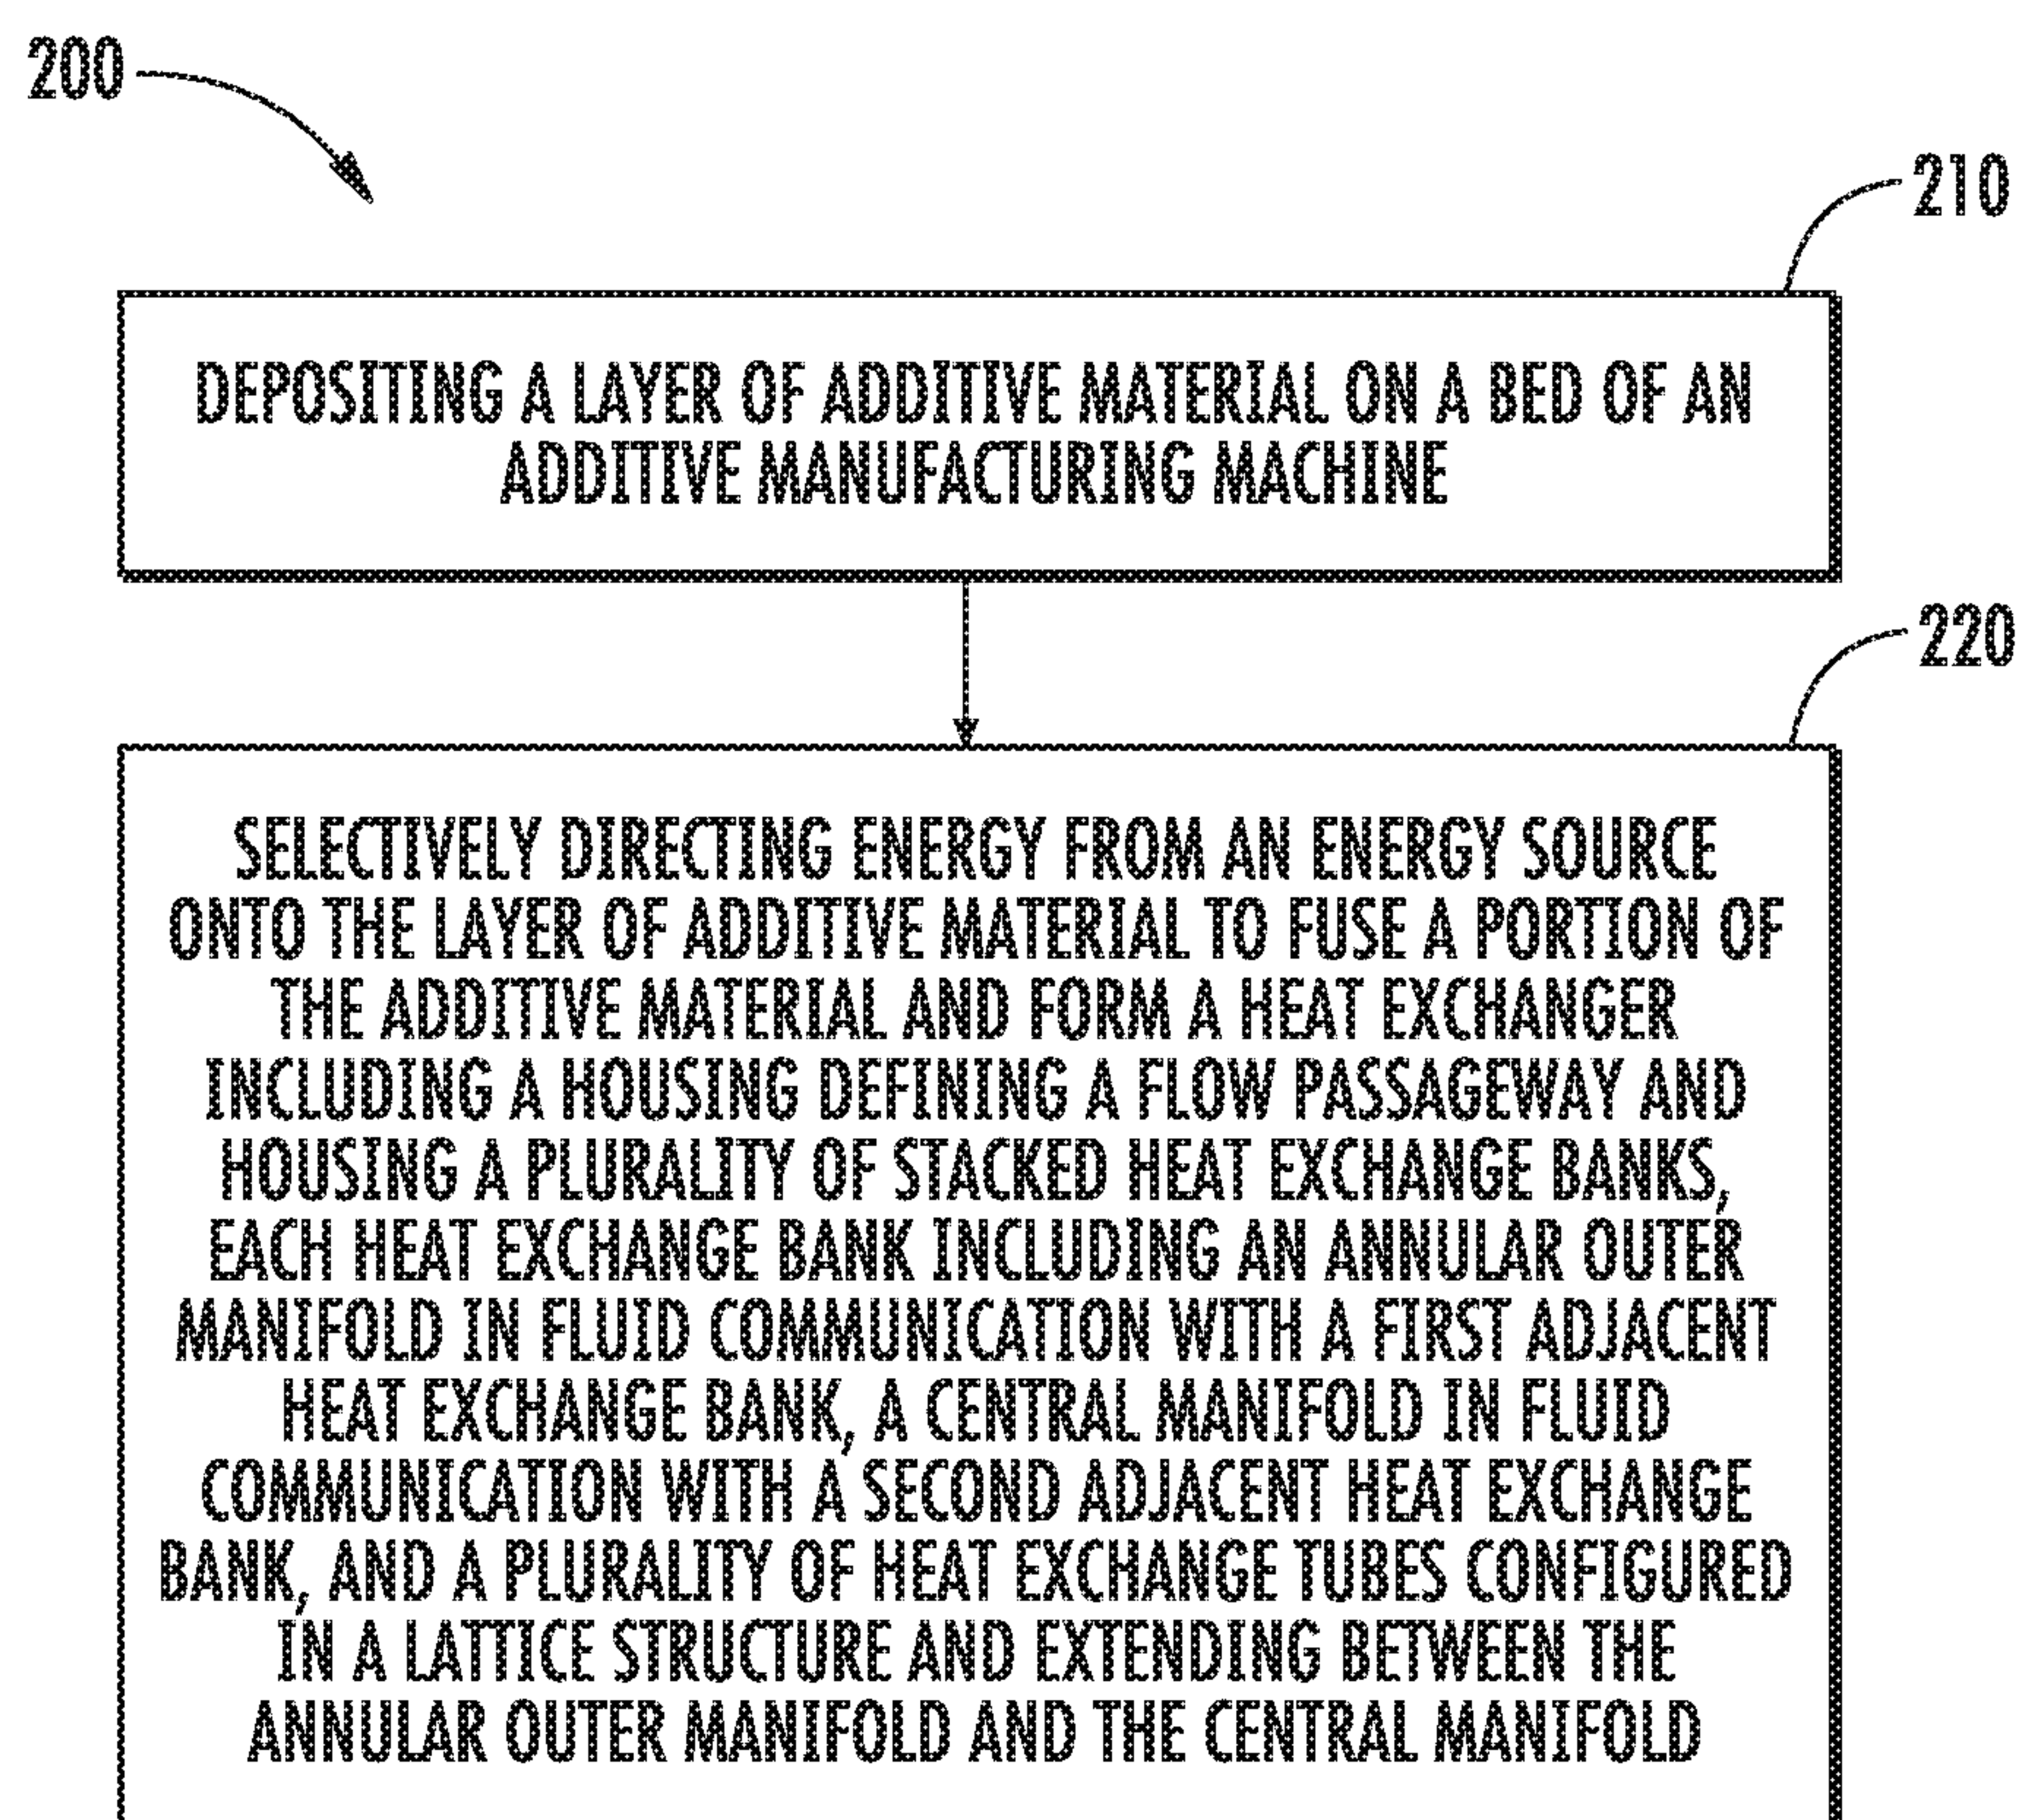 200
210
DEPOSITING A LAYER OF ADDITIVE MATERIAL ON A BED OF AN
ADDITIVE MANUFACTURING MACHINE
220
SELECTIVELY DIRECTING ENERGY FROM AN ENERGY SOURCE
ONTO THE LAYER OF ADDITIVE MATERIAL TO FUSE A PORTION OF
THE ADDITIVE MATERIAL AND FORM A HEAT EXCHANGER
INCLUDING A HOUSING DEFINING A FLOW PASSAGEWAY AND
HOUSING A PLURALITY OF STACKED HEAT EXCHANGE BANKS,
EACH HEAT EXCHANGE BANK INCLUDING AN ANNULAR OUTER
MANIFOLD IN FLUID COMMUNICATION WITH A FIRST ADJACENT
HEAT EXCHANGE BANK, A CENTRAL MANIFOLD IN FLUID
COMMUNICATION WITH A SECOND ADJACENT HEAT EXCHANGE
BANK, AND A PLURALITY OF HEAT EXCHANGE TUBES CONFIGURED
IN A LATTICE STRUCTURE AND EXTENDING BETWEEN THE
ANNULAR OUTER MANIFOLD AND THE CENTRAL MANIFOLD